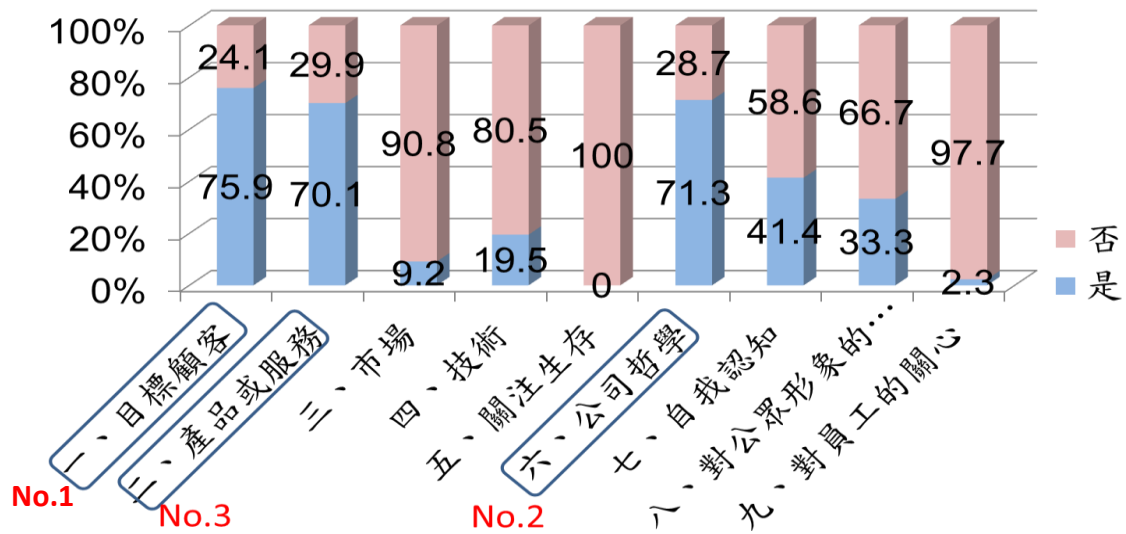 100%
80%
60%
40%
20%
0%
24.1
29.9
90.8
80.5
100
28.7
58.6
66.7
97.7
75.9
70.1
9.2
19.5
0
71.3
41.4
33.3
2.3
否
是
一、目標顧客
二、產品或服務
三、市場
四、技術
五、關注生存
六、公司哲學
七、自我認知
八、對公眾形象的…
九、對員工的關心
No.1
No.3
No.2